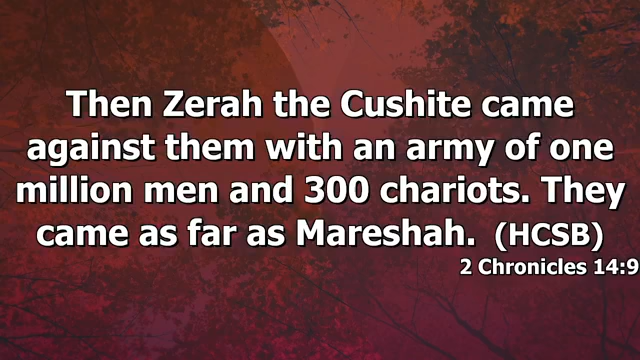 Then Zerah the Cushite came
against them with an army of one
million men and 300 chariots. They
came as far as Mareshah. (HCSB)
2 Chronicles 14:9